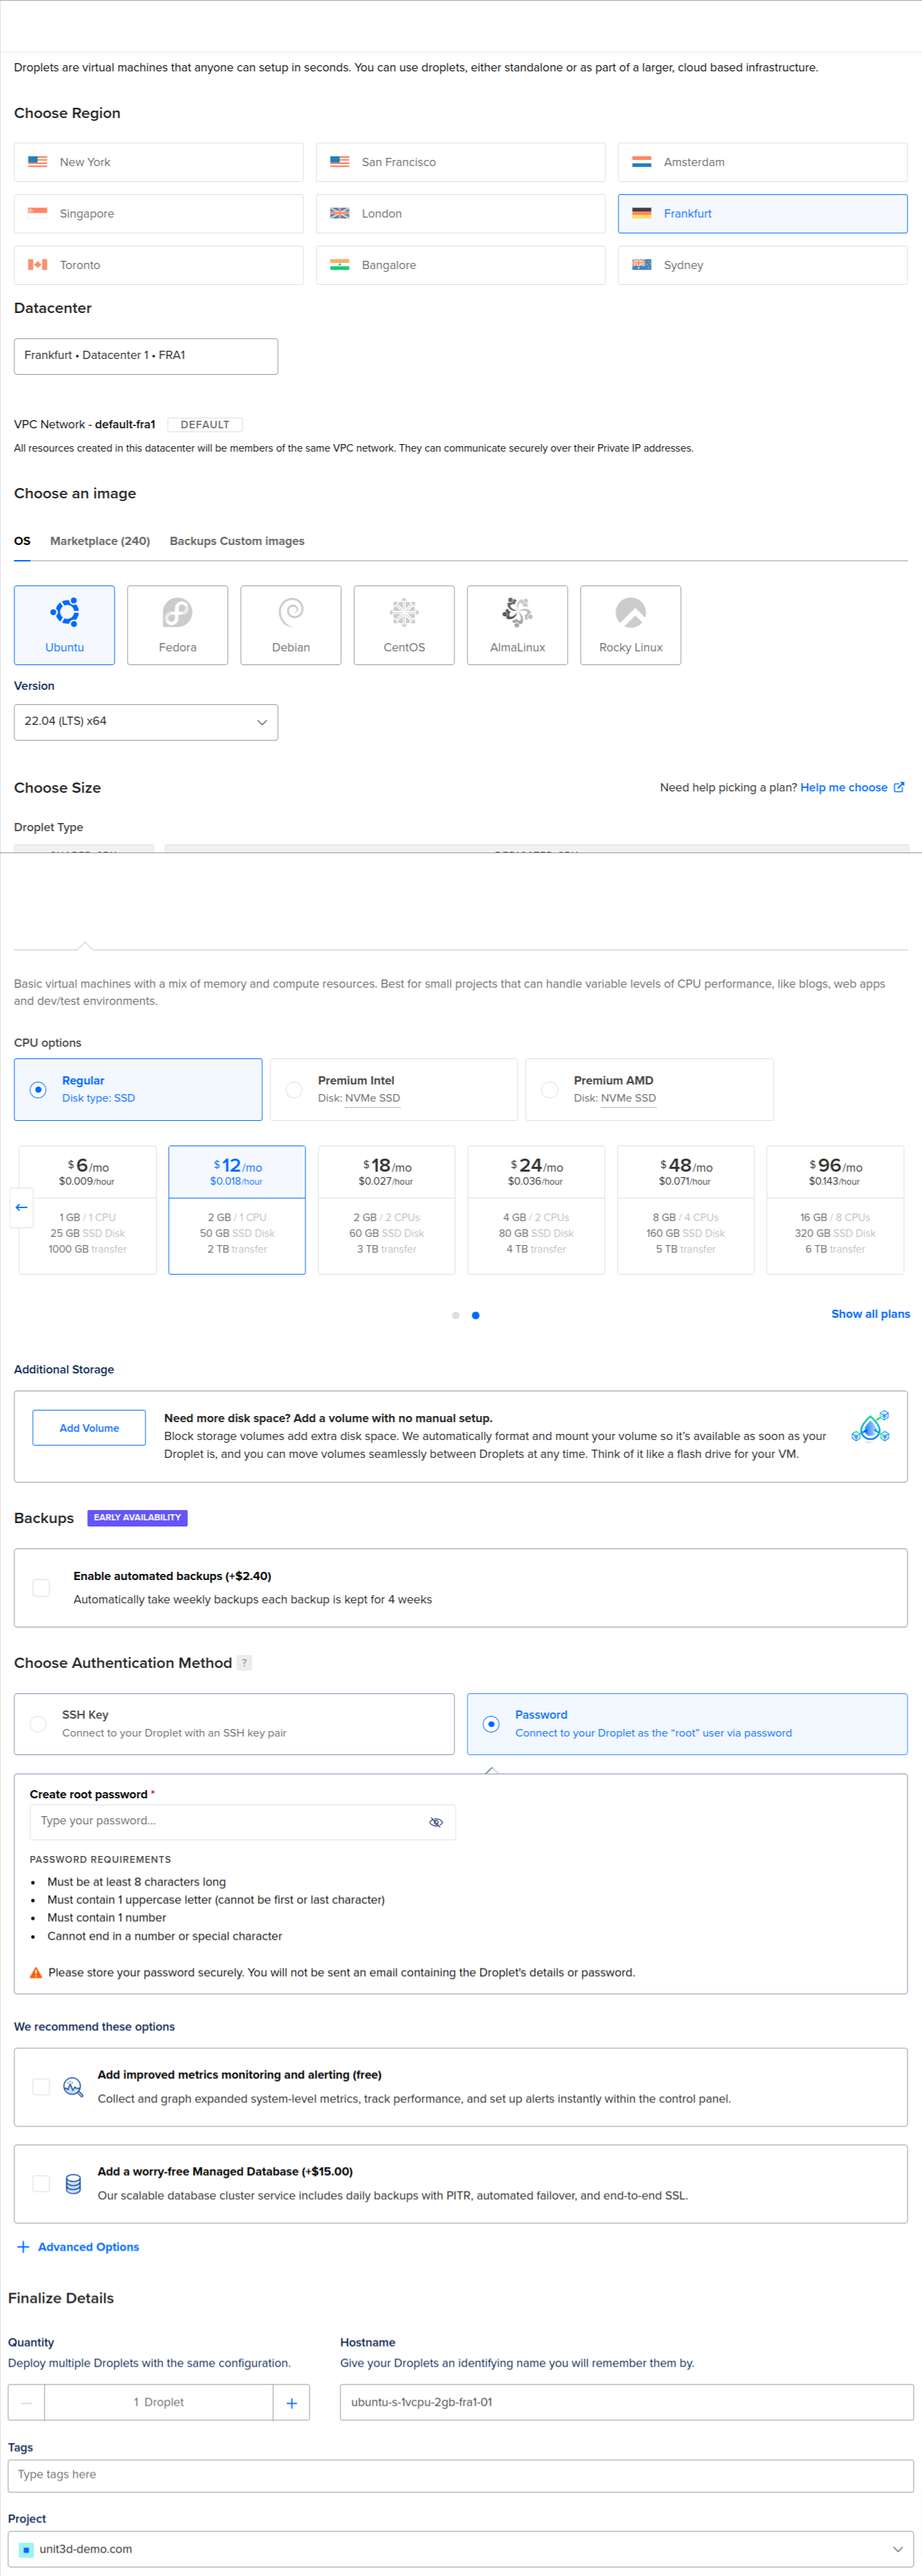 Droplets are virtual machines that anyone can setup in seconds. You can use droplets, either standalone or as part of a larger, cloud based infrastructure.
Choose Region
New York
San Francisco
Amsterdam
Singapore
London
Frankfurt
Toronto
Bangalore
Sydney
Datacenter
Frankfurt • Datacenter 1 • FRA1
VPC Network - default-fra1 DEFAULT
All resources created in this datacenter will be members of the same VPC network. They can communicate securely over their Private IP addresses.
Choose an image
OS Marketplace (240) Backups Custom images
Ubuntu
Fedora
Debian
CentOS
AlmaLinux
Rocky Linux
Version
22.04 (LTS) x64
Choose Size
Need help picking a plan? Help me choose
Droplet Type
Basic virtual machines with a mix of memory and compute resources. Best for small projects that can handle variable levels of CPU performance, like blogs, web apps
and dev/test environments.
CPU options
Regular
Disk type: SSD
Premium Intel
Disk: NVMe SSD
Premium AMD
Disk: NVMe SSD
$6/mo
$0.009/hour
1 GB / 1 CPU
25 GB SSD Disk
1000 GB transfer
$12/mo
$0.018/hour
2 GB / 1 CPU
50 GB SSD Disk
2 TB transfer
$18/mo
$0.027/hour
2 GB / 2 CPUs
60 GB SSD Disk
3 TB transfer
$24/mo
$0.036/hour
4 GB / 2 CPUs
80 GB SSD Disk
4 TB transfer
$48/mo
$0.071/hour
8 GB / 4 CPUs
160 GB SSD Disk
5 TB transfer
$96/mo
$0.143/hour
16 GB / 8 CPUs
320 GB SSD Disk
6 TB transfer
Show all plans
Additional Storage
Add Volume
Need more disk space? Add a volume with no manual setup.
Block storage volumes add extra disk space. We automatically format and mount your volume so it's available as soon as your
Droplet is, and you can move volumes seamlessly between Droplets at any time. Think of it like a flash drive for your VM.
Backups EARLY AVAILABILITY
Enable automated backups (+$2.40)
Automatically take weekly backups each backup is kept for 4 weeks
Choose Authentication Method ?
SSH Key
Connect to your Droplet with an SSH key pair
Password
Connect to your Droplet as the “root” user via password
Create root password *
Type your password...
PASSWORD REQUIREMENTS
• Must be at least 8 characters long
• Must contain 1 uppercase letter (cannot be first or last character)
• Must contain 1 number
• Cannot end in a number or special character
Please store your password securely. You will not be sent an email containing the Droplet's details or password.
We recommend these options
Add improved metrics monitoring and alerting (free)
Collect and graph expanded system-level metrics, track performance, and set up alerts instantly within the control panel.
Add a worry-free Managed Database (+$15.00)
Our scalable database cluster service includes daily backups with PITR, automated failover, and end-to-end SSL.
+ Advanced Options
Finalize Details
Quantity
Deploy multiple Droplets with the same configuration.
1 Droplet
Hostname
Give your Droplets an identifying name you will remember them by.
ubuntu-s-1vcpu-2gb-fra1-01
Tags
Type tags here
Project
unit3d-demo.com